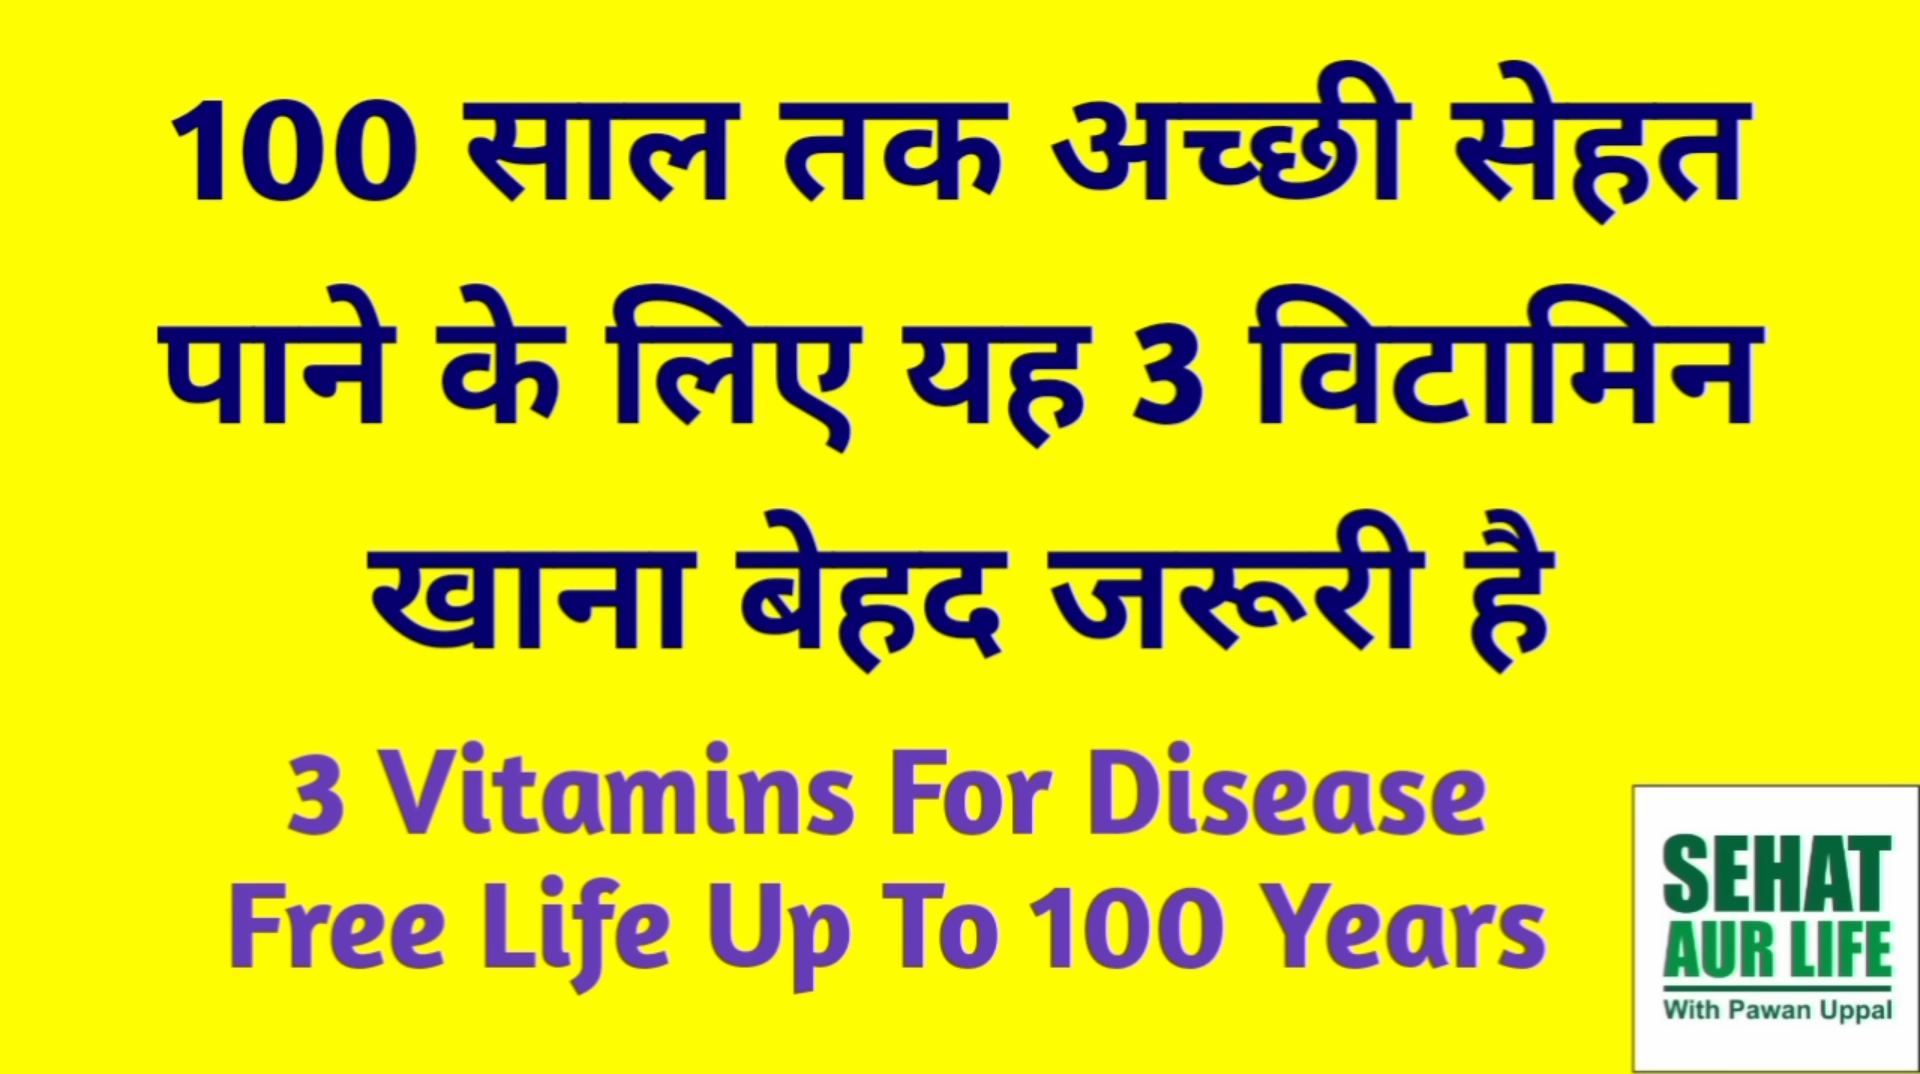 100 साल तक अच्छी सेहत
पाने के लिए यह 3 विटामिन
खाना बेहद जरूरी है
3 Vitamins For Disease
Free Life Up To 100 Years
SEHAT
AUR LIFE
With Pawan Uppal